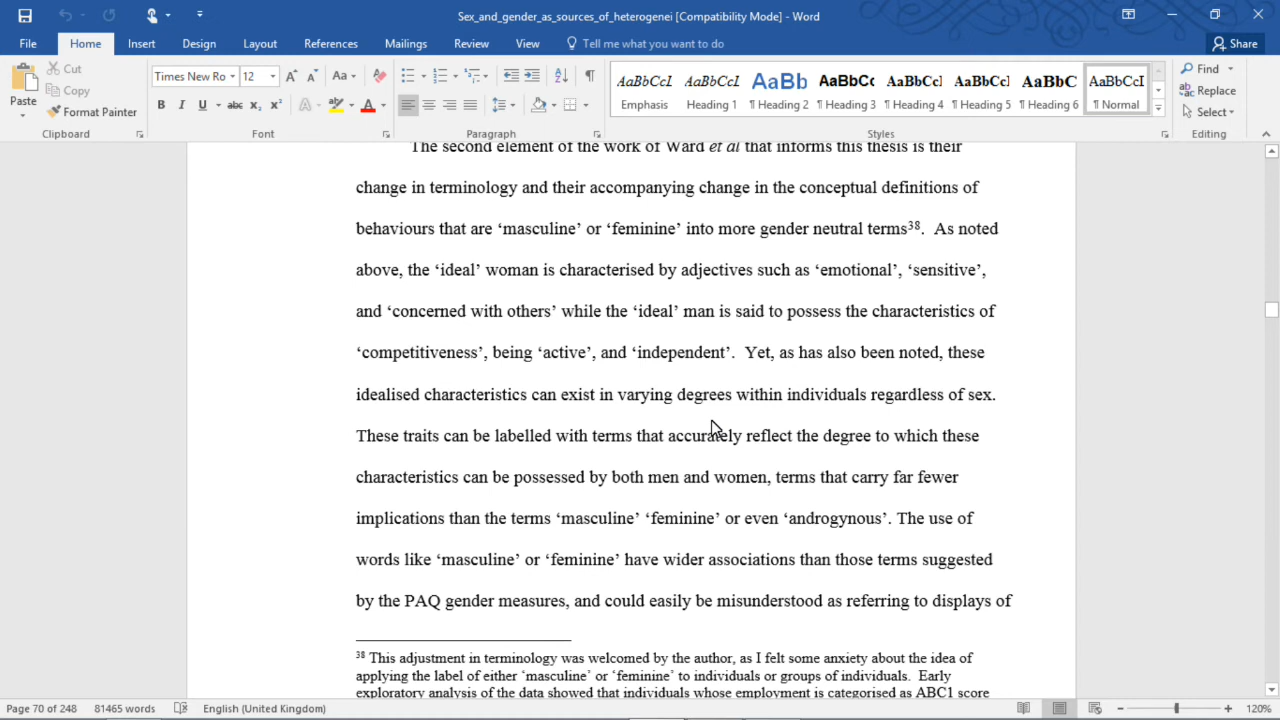 Sex_and_gender_as_sources_of_heterogenei [Compatibility Mode] - Word
File Home Insert Design Layout References Mailings Review View Tell me what you want to do Share
Paste
Cut
Copy
Format Painter
Clipboard
Times New Ro 12
Font
Paragraph
AaBbCcI AaBbCcI AaBb AaBbCc AaBbCcI AaBbCcI AaBbC AaBbCcI
Emphasis Heading 1 ¶ Heading 2 ¶ Heading 3 ¶ Heading 4 ¶ Heading 5 ¶ Heading 6 ¶ Normal
Styles
Find
Replace
Select
Editing
The second element of the work of Ward et al that informs this thesis is their
change in terminology and their accompanying change in the conceptual definitions of
behaviours that are ‘masculine’ or ‘feminine’ into more gender neutral terms38. As noted
above, the ‘ideal’ woman is characterised by adjectives such as ‘emotional’, ‘sensitive’,
and ‘concerned with others’ while the ‘ideal’ man is said to possess the characteristics of
‘competitiveness’, being ‘active’, and ‘independent’. Yet, as has also been noted, these
idealised characteristics can exist in varying degrees within individuals regardless of sex.
These traits can be labelled with terms that accurately reflect the degree to which these
characteristics can be possessed by both men and women, terms that carry far fewer
implications than the terms ‘masculine’ ‘feminine’ or even ‘androgynous’. The use of
words like ‘masculine’ or ‘feminine’ have wider associations than those terms suggested
by the PAQ gender measures, and could easily be misunderstood as referring to displays of
38 This adjustment in terminology was welcomed by the author, as I felt some anxiety about the idea of
applying the label of either ‘masculine’ or ‘feminine’ to individuals or groups of individuals. Early
exploratory analysis of the data showed that individuals whose employment is categorised as ABC1 score
Page 70 of 248 81465 words English (United Kingdom) 120%